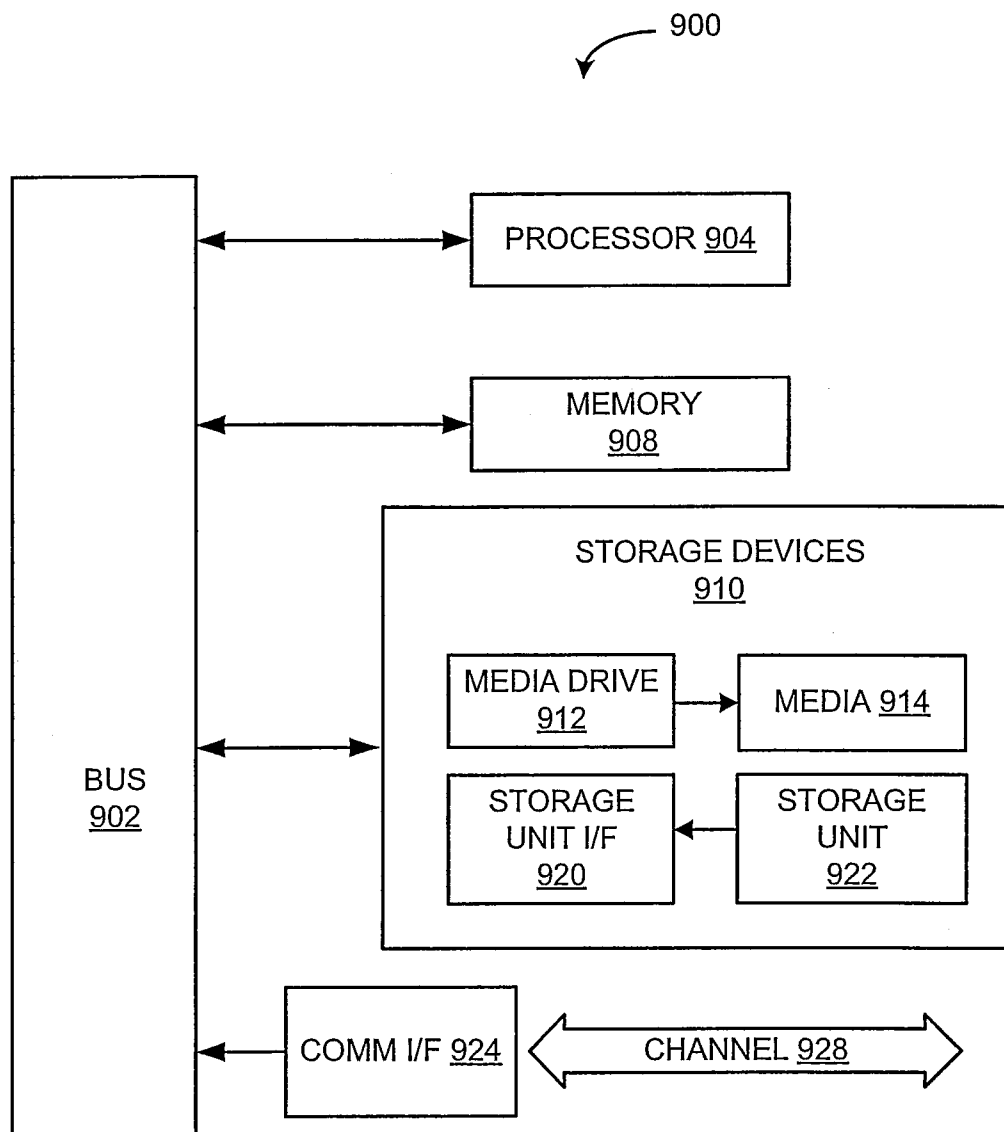 900
PROCESSOR 904
MEMORY
908
STORAGE DEVICES
910
MEDIA DRIVE
912
MEDIA 914
BUS
902
STORAGE
UNIT I/F
920
STORAGE
UNIT
922
COMM I/F 924
CHANNEL 928